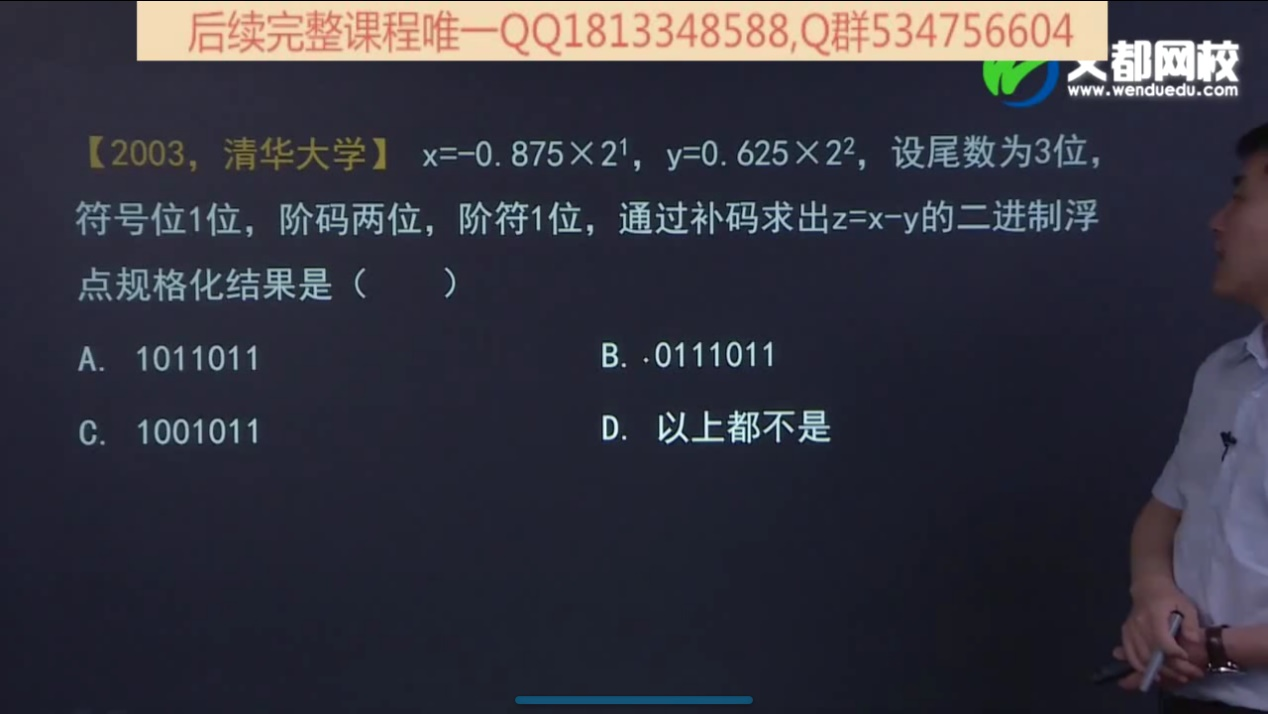 后续完整课程唯一QQ1813348588,Q群534756604
文都网校
www.wenduedu.com
【2003，清华大学】 x=-0.875×2¹，y=0.625×2²，设尾数为3位，
符号位1位，阶码两位，阶符1位，通过补码求出z=x-y的二进制浮
点规格化结果是（ ）
A. 1011011
B. 0111011
C. 1001011
D. 以上都不是